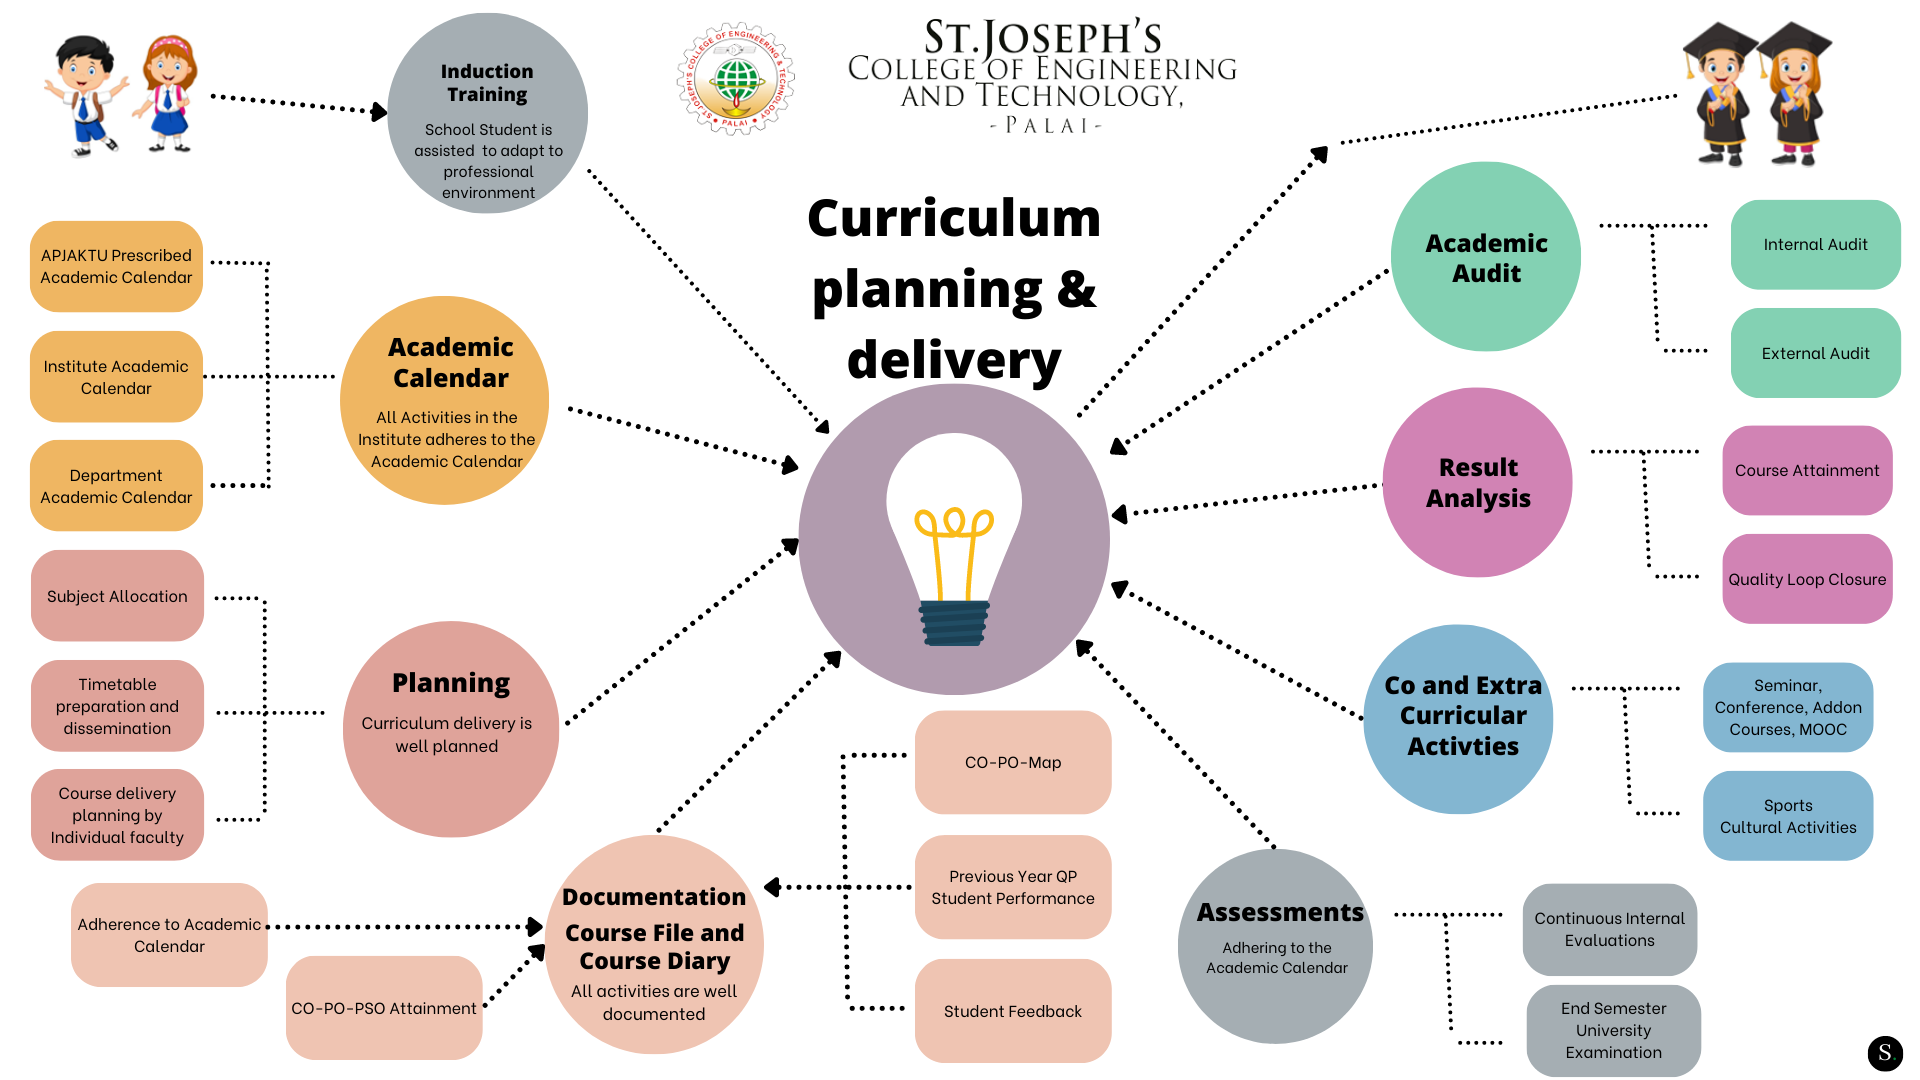 ST.JOSEPH'S
COLLEGE OF ENGINEERING
AND TECHNOLOGY,
-PALAI-
ST.JOSEPH'S COLLEGE OF ENGINEERING & TECHNOLOGY
• PALAI •
Curriculum
planning &
delivery
Induction
Training
School Student is
assisted to adapt to
professional
environment
APJAKTU Prescribed
Academic Calendar
Institute Academic
Calendar
Department
Academic Calendar
Academic
Calendar
All Activities in the
Institute adheres to the
Academic Calendar
Subject Allocation
Timetable
preparation and
dissemination
Course delivery
planning by
Individual faculty
Planning
Curriculum delivery is
well planned
Adherence to Academic
Calendar
CO-PO-PSO Attainment
Documentation
Course File and
Course Diary
All activities are well
documented
CO-PO-Map
Previous Year QP
Student Performance
Student Feedback
Assessments
Adhering to the
Academic Calendar
Continuous Internal
Evaluations
End Semester
University
Examination
Co and Extra
Curricular
Activties
Seminar,
Conference, Addon
Courses, MOOC
Sports
Cultural Activities
Result
Analysis
Course Attainment
Quality Loop Closure
Academic
Audit
Internal Audit
External Audit
S.